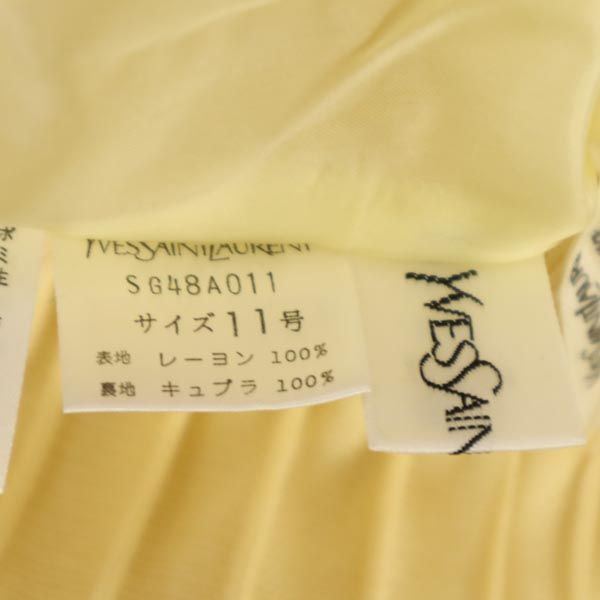 YVESSAINTLAURENT
SG48A011
サイズ 11号
表地 レーヨン 100%
裏地 キュプラ 100%
YVESSAIN